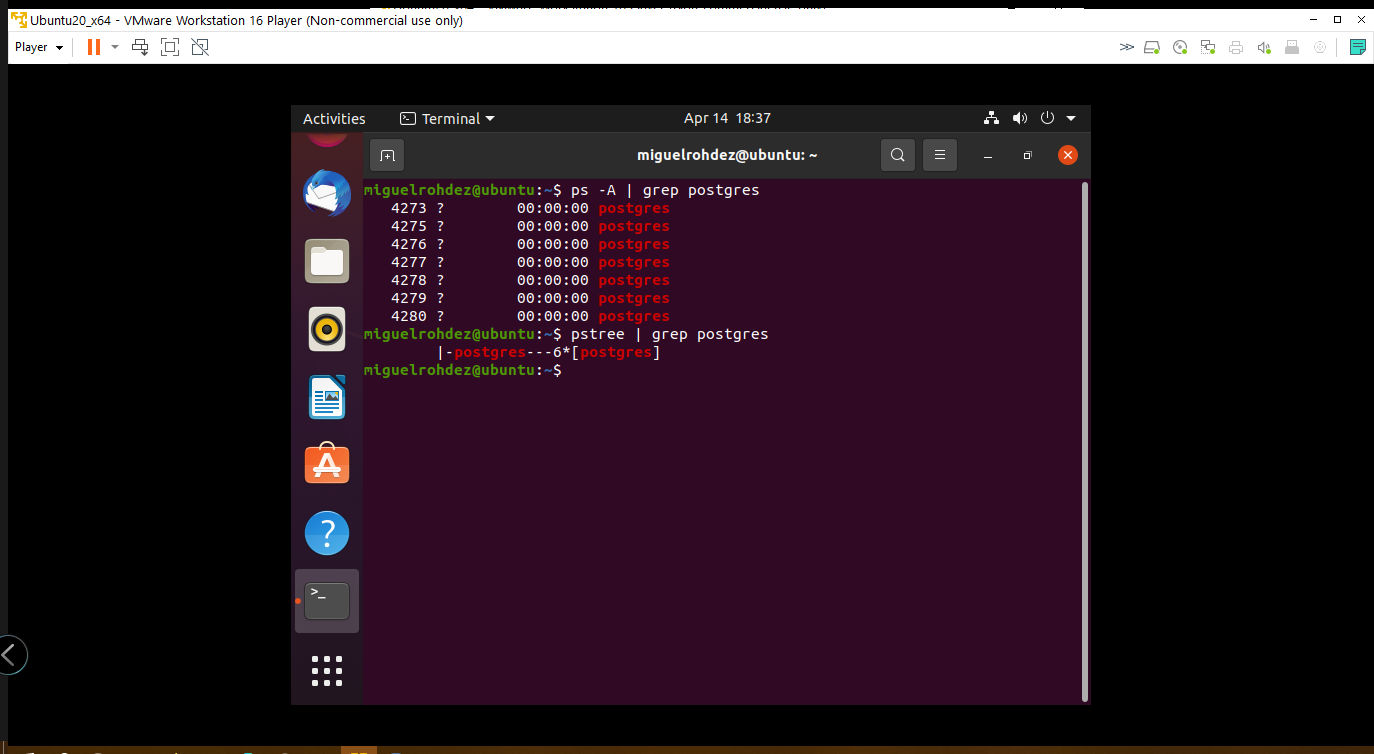 Ubuntu20_x64 - VMware Workstation 16 Player (Non-commercial use only)
Player
Activities
Terminal
Apr 14 18:37
miguelrohdez@ubuntu: ~
miguelrohdez@ubuntu:~$ ps -A | grep postgres
4273 ? 00:00:00 postgres
4275 ? 00:00:00 postgres
4276 ? 00:00:00 postgres
4277 ? 00:00:00 postgres
4278 ? 00:00:00 postgres
4279 ? 00:00:00 postgres
4280 ? 00:00:00 postgres
miguelrohdez@ubuntu:~$ pstree | grep postgres
|-postgres---6*[postgres]
miguelrohdez@ubuntu:~$